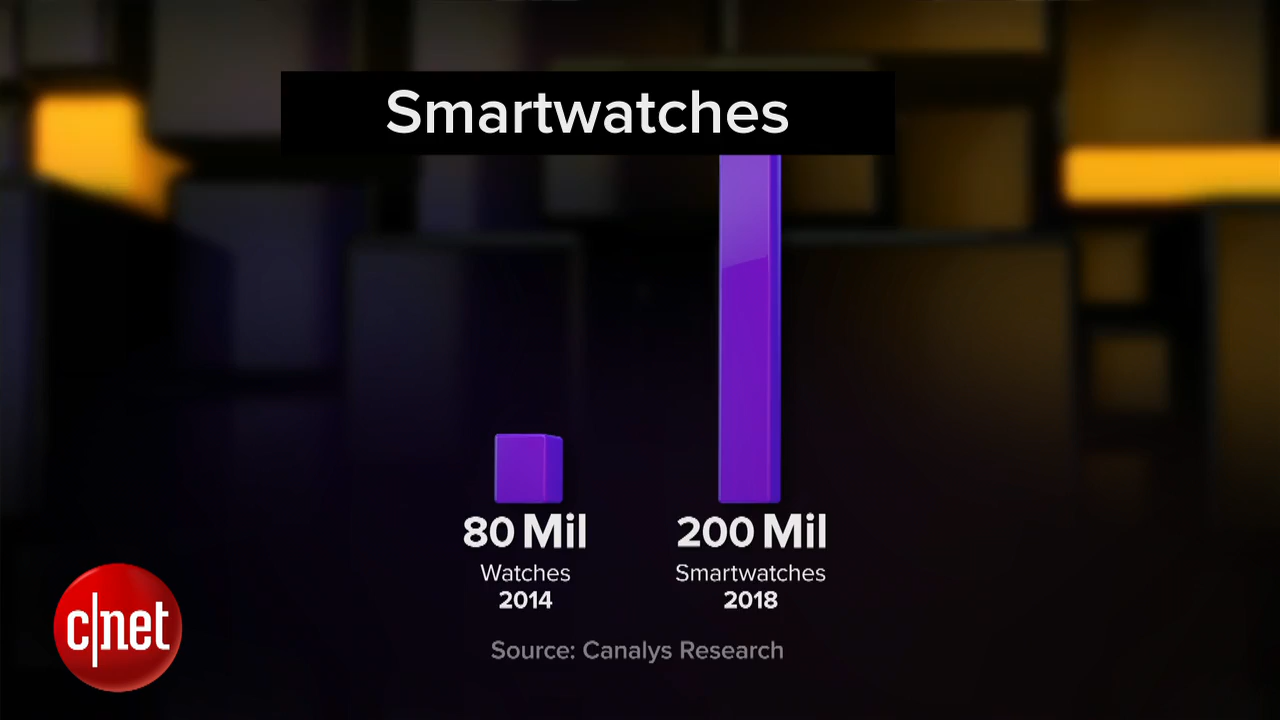 Smartwatches
80 Mil
200 Mil
Watches
Smartwatches
2014
2018
Source: Canalys Research
c|net